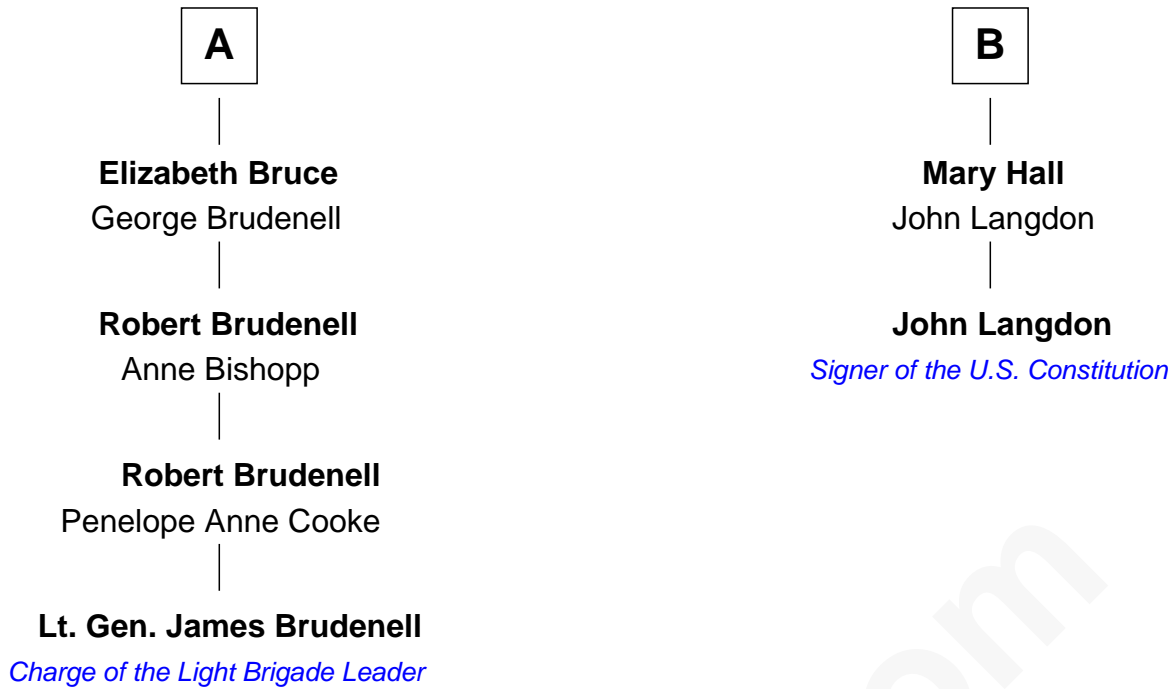 A
Elizabeth Bruce
George Brudenell
Robert Brudenell
Anne Bishopp
Robert Brudenell
Penelope Anne Cooke
Lt. Gen. James Brudenell
Charge of the Light Brigade Leader
B
Mary Hall
John Langdon
John Langdon
Signer of the U.S. Constitution
om